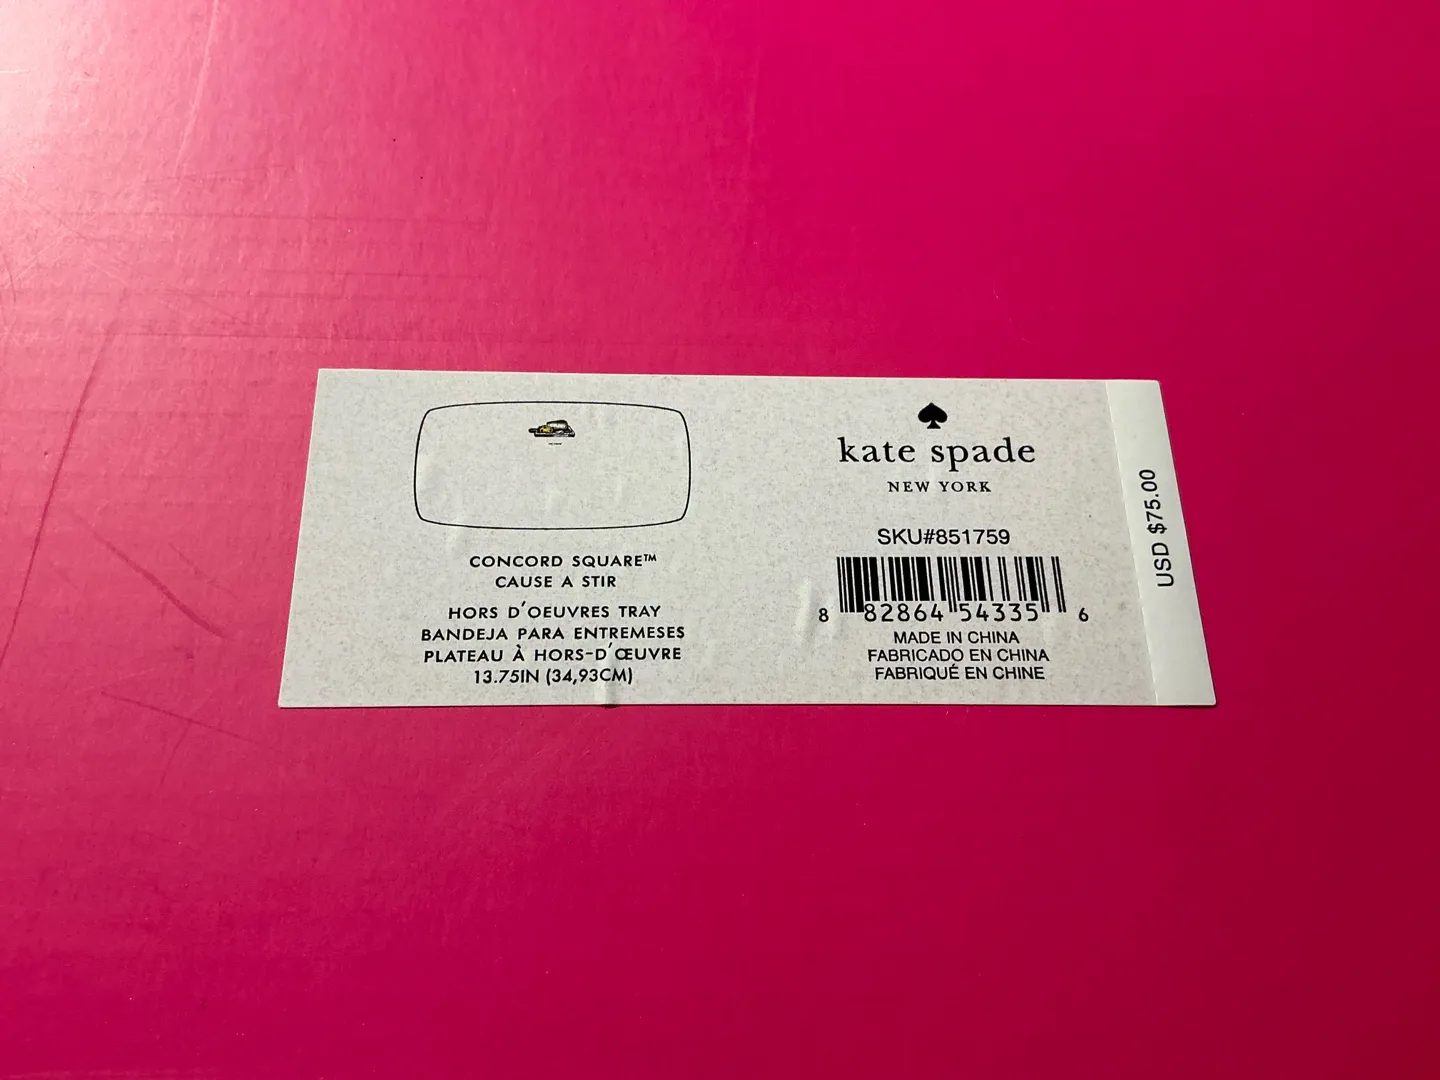 CONCORD SQUARE™
CAUSE A STIR
HORS D'OEUVRES TRAY
BANDEJA PARA ENTREMESES
PLATEAU À HORS-D'ŒUVRE
13.75IN (34,93CM)
kate spade
NEW YORK
SKU#851759
8 82864 54335 6
MADE IN CHINA
FABRICADO EN CHINA
FABRIQUÉ EN CHINE
USD $75.00